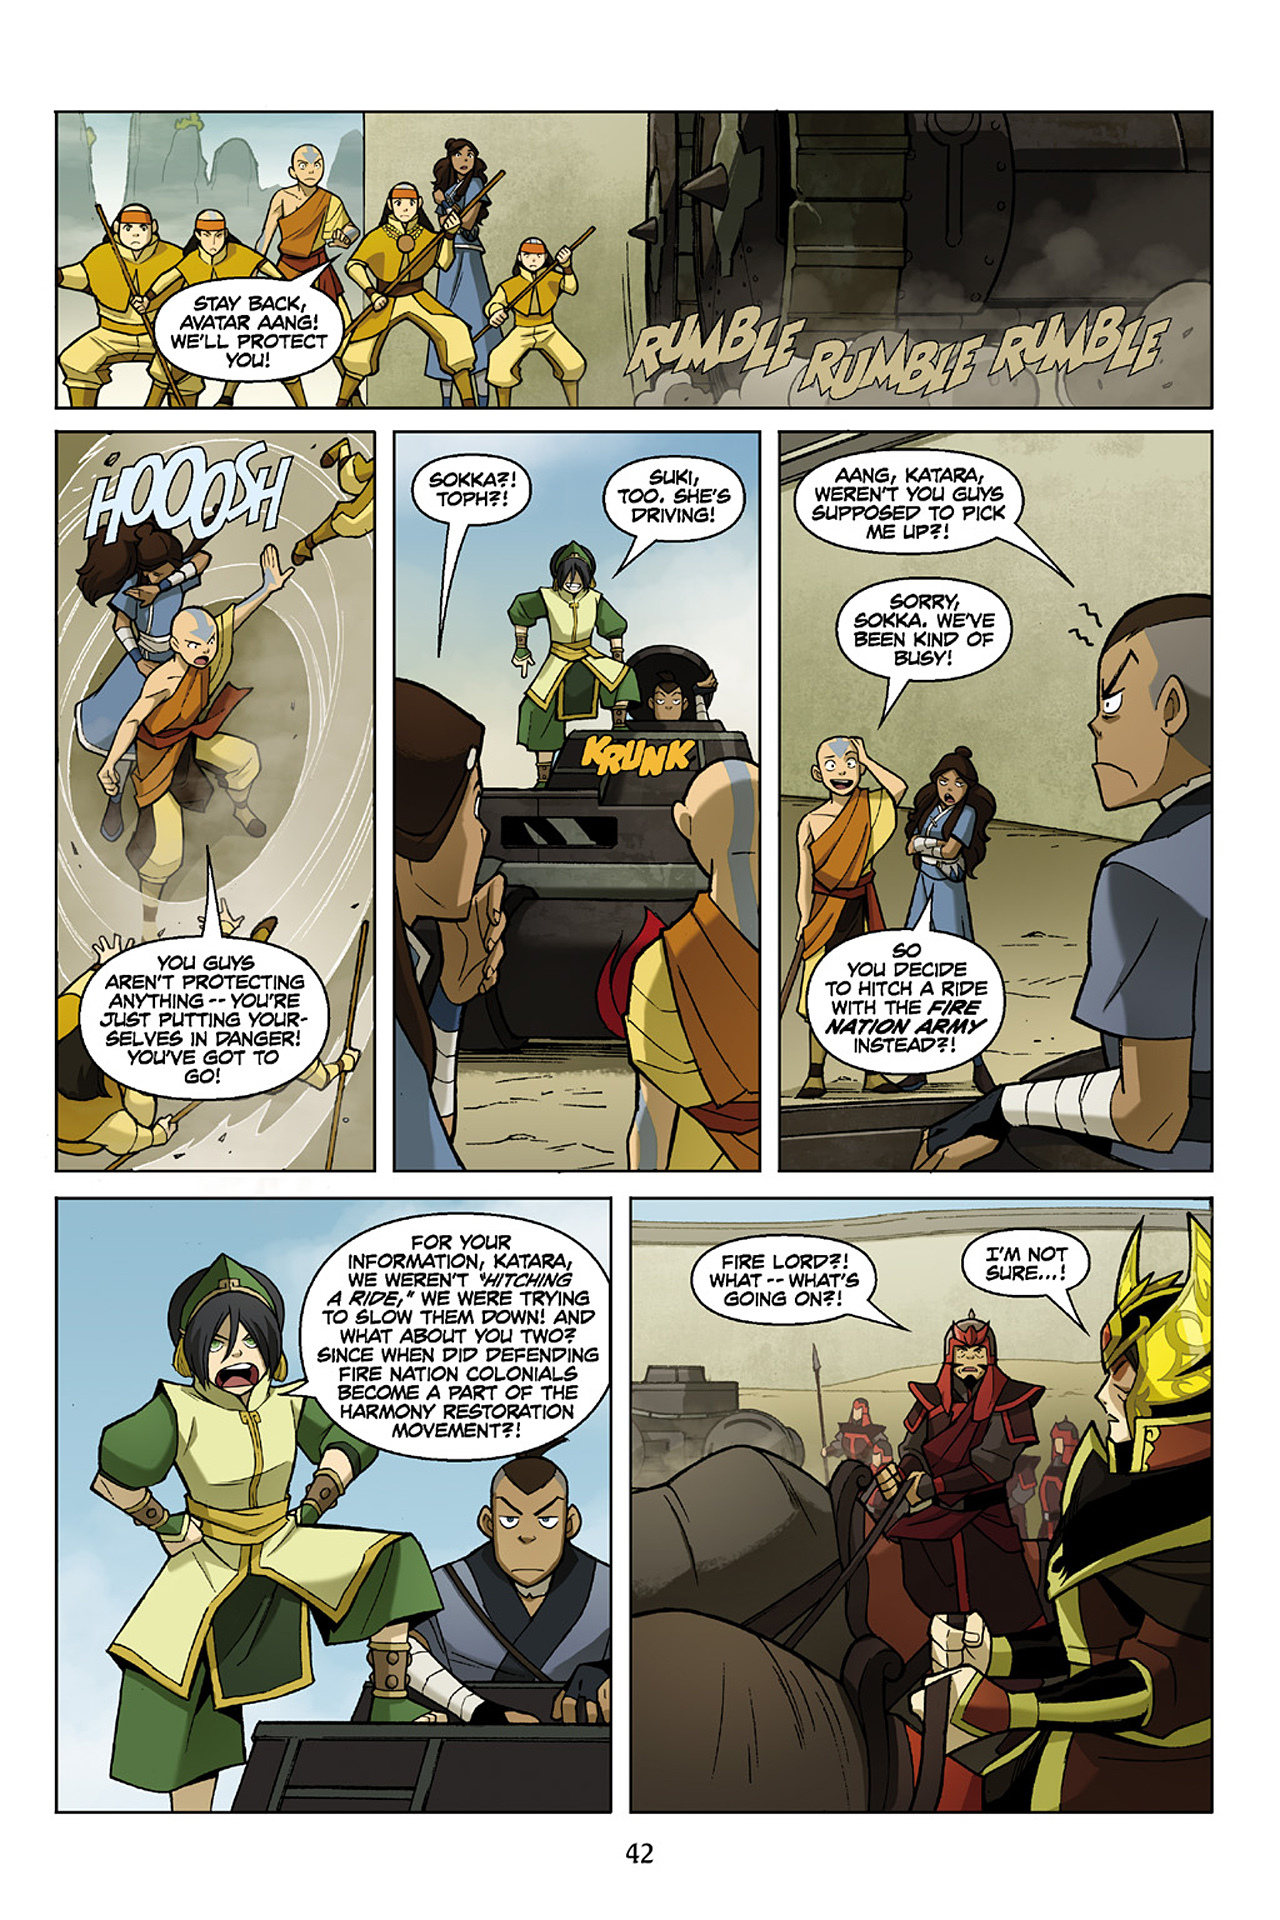 STAY BACK,
AVATAR AANG!
WE'LL PROTECT
YOU!
RUMBLE RUMBLE RUMBLE
HOOOSH
YOU GUYS
AREN'T PROTECTING
ANYTHING -- YOU'RE
JUST PUTTING YOUR-
SELVES IN DANGER!
YOU'VE GOT TO
GO!
SOKKA?!
TOPH?!
SUKI,
TOO. SHE'S
DRIVING!
KRUNK
AANG, KATARA,
WEREN'T YOU GUYS
SUPPOSED TO PICK
ME UP?!
SORRY,
SOKKA. WE'VE
BEEN KIND OF
BUSY!
SO
YOU DECIDE
TO HITCH A RIDE
WITH THE FIRE
NATION ARMY
INSTEAD?!
FOR YOUR
INFORMATION, KATARA,
WE WEREN'T "HITCHING
A RIDE," WE WERE TRYING
TO SLOW THEM DOWN! AND
WHAT ABOUT YOU TWO?
SINCE WHEN DID DEFENDING
FIRE NATION COLONIALS
BECOME A PART OF THE
HARMONY RESTORATION
MOVEMENT?!
FIRE LORD?!
WHAT -- WHAT'S
GOING ON?!
I'M NOT
SURE...!
42